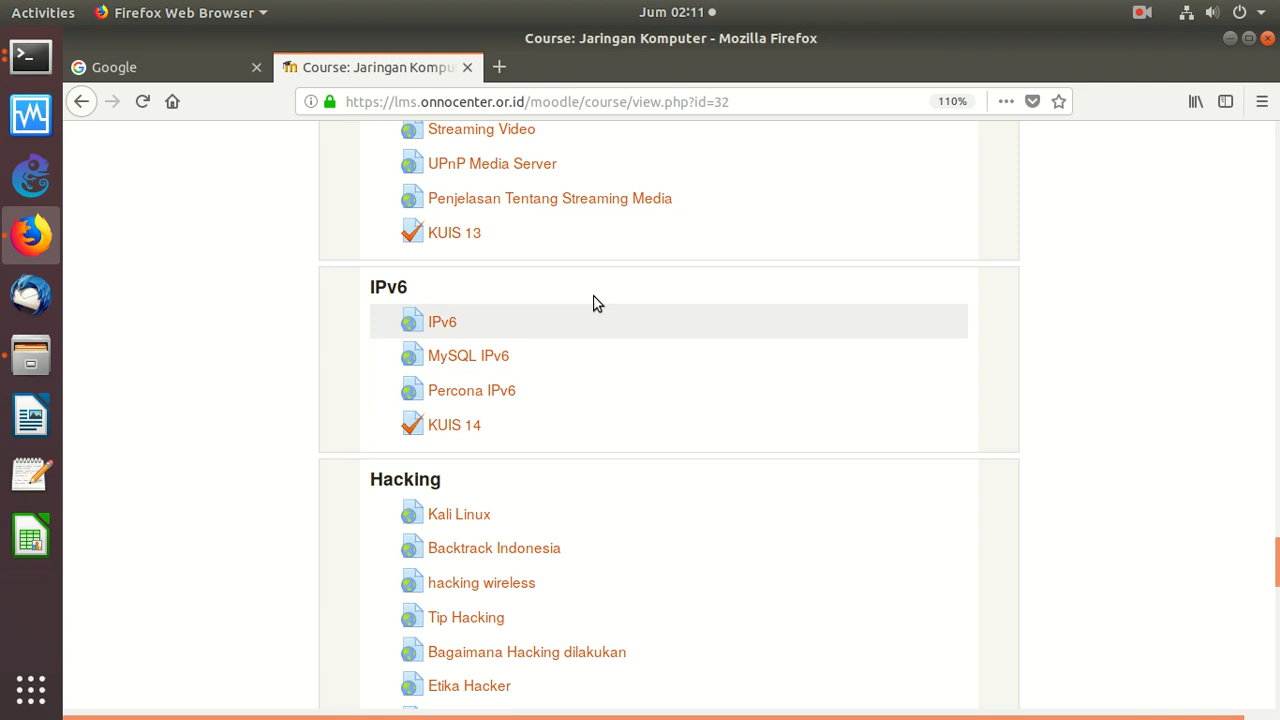 Activities
Firefox Web Browser
Jum 02:11
Course: Jaringan Komputer - Mozilla Firefox
Google
Course: Jaringan Kompu
https://lms.onnocenter.or.id/moodle/course/view.php?id=32
110%
Streaming Video
UPnP Media Server
Penjelasan Tentang Streaming Media
KUIS 13
IPv6
IPv6
MySQL IPv6
Percona IPv6
KUIS 14
Hacking
Kali Linux
Backtrack Indonesia
hacking wireless
Tip Hacking
Bagaimana Hacking dilakukan
Etika Hacker